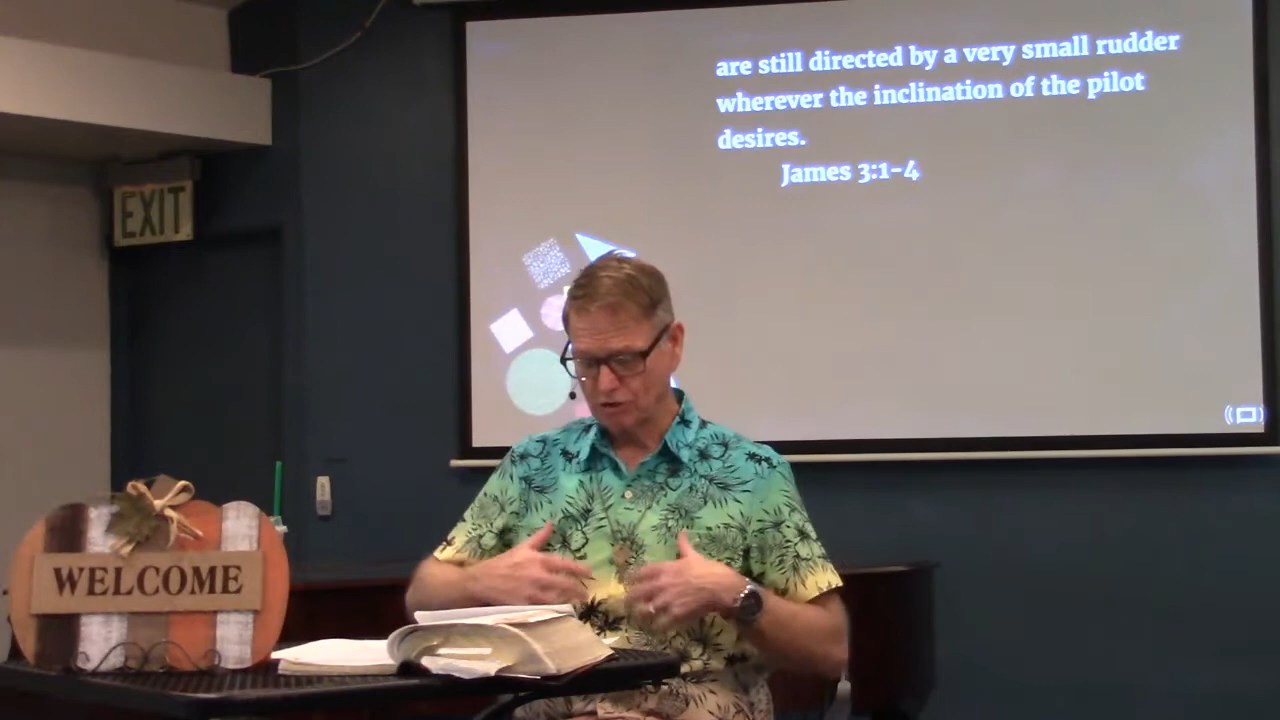 are still directed by a very small rudder
wherever the inclination of the pilot
desires.
James 3:1-4
EXIT
WELCOME